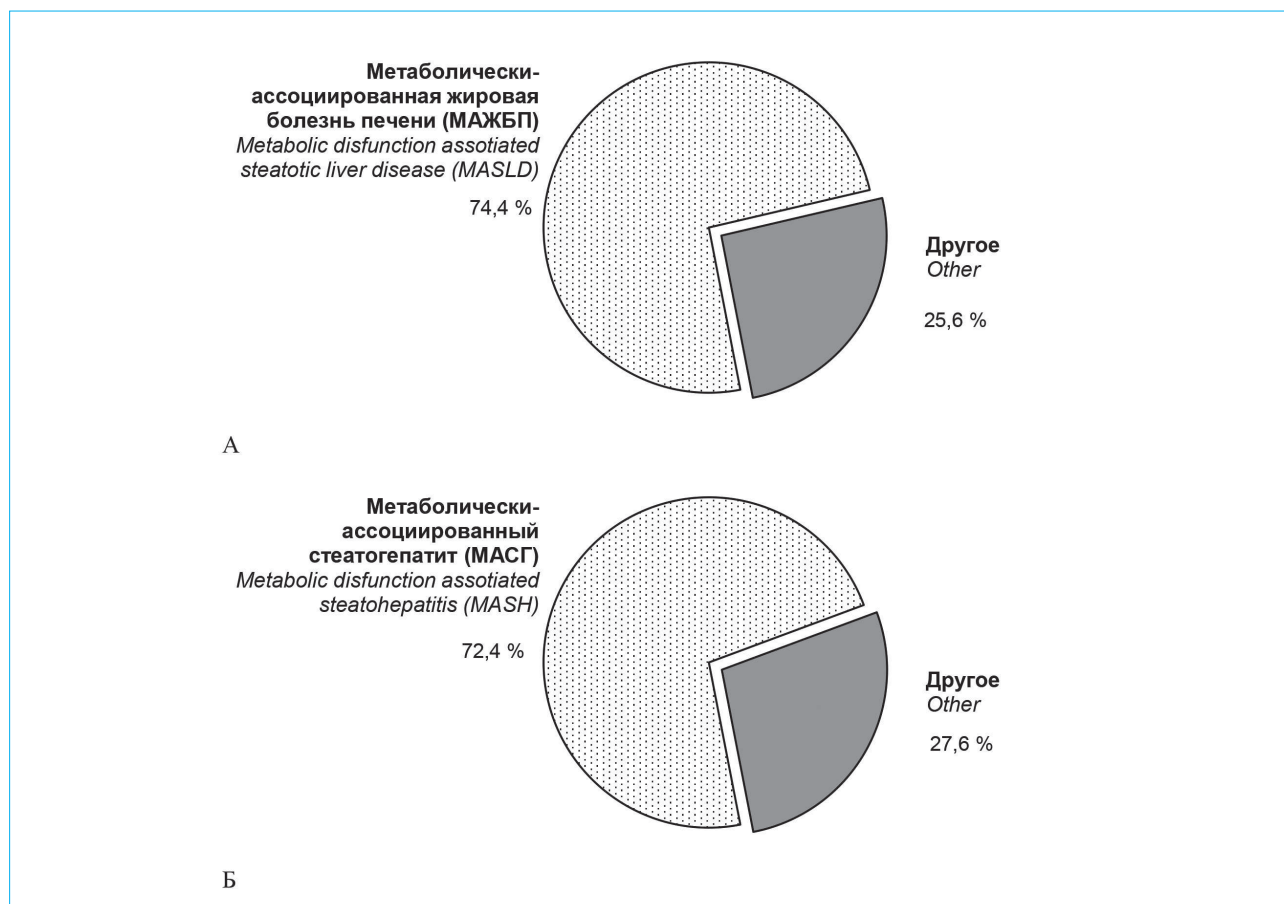 Метаболически-
ассоциированная жировая
болезнь печени (МАЖБП)
Metabolic disfunction assotiated
steatotic liver disease (MASLD)
74,4 %
Другое
Other
25,6 %
А
Метаболически-
ассоциированный
стеатогепатит (МАСГ)
Metabolic disfunction assotiated
steatohepatitis (MASH)
72,4 %
Другое
Other
27,6 %
Б